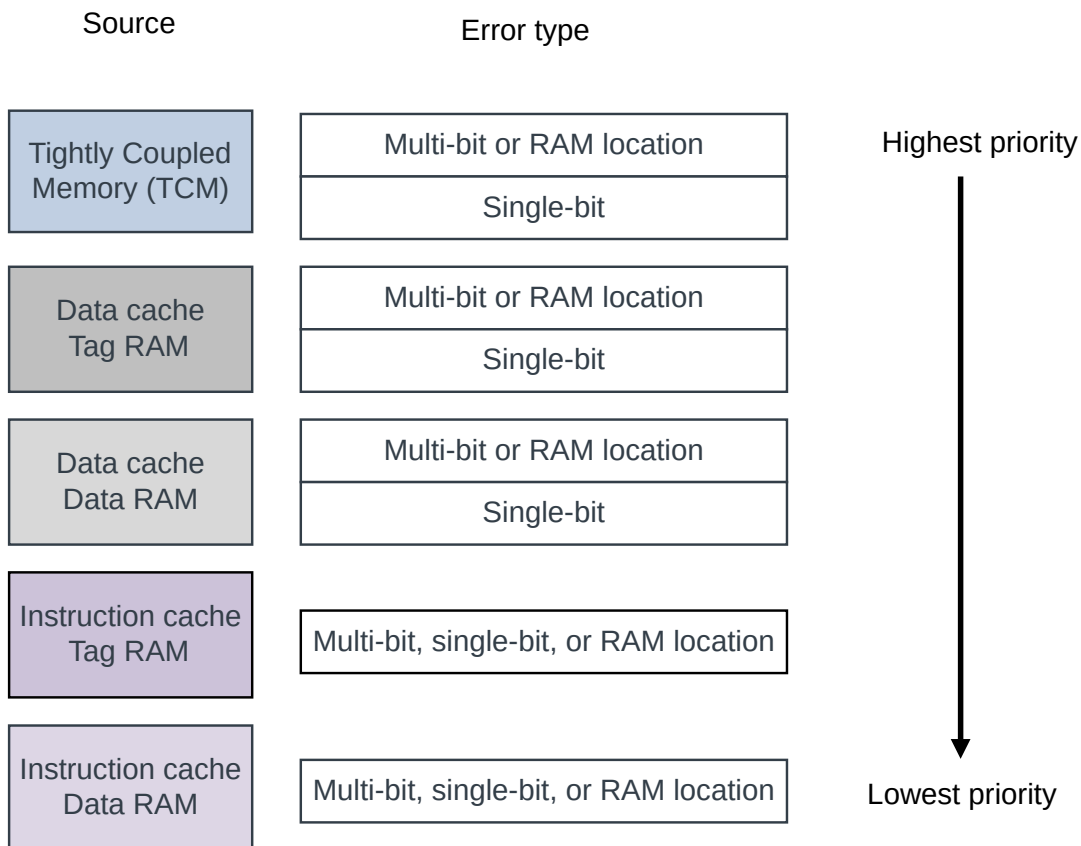 Source
Error type
Tightly Coupled
Memory (TCM)
Multi-bit or RAM location
Single-bit
Highest priority
Data cache
Tag RAM
Multi-bit or RAM location
Single-bit
Data cache
Data RAM
Multi-bit or RAM location
Single-bit
Instruction cache
Tag RAM
Multi-bit, single-bit, or RAM location
Instruction cache
Data RAM
Multi-bit, single-bit, or RAM location
Lowest priority